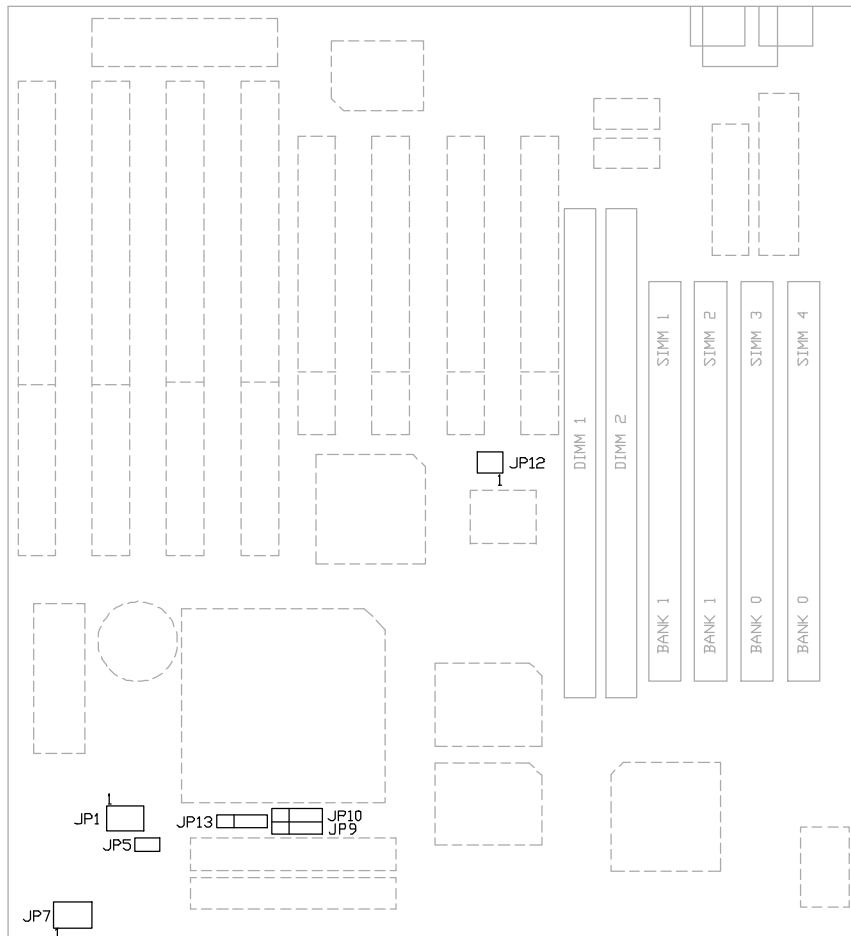 SIMM 1
SIMM 2
SIMM 3
SIMM 4
DIMM 1
DIMM 2
JP12
1
BANK 1
BANK 1
BANK 0
BANK 0
1
JP1
JP13
JP10
JP9
JP5
JP7
1